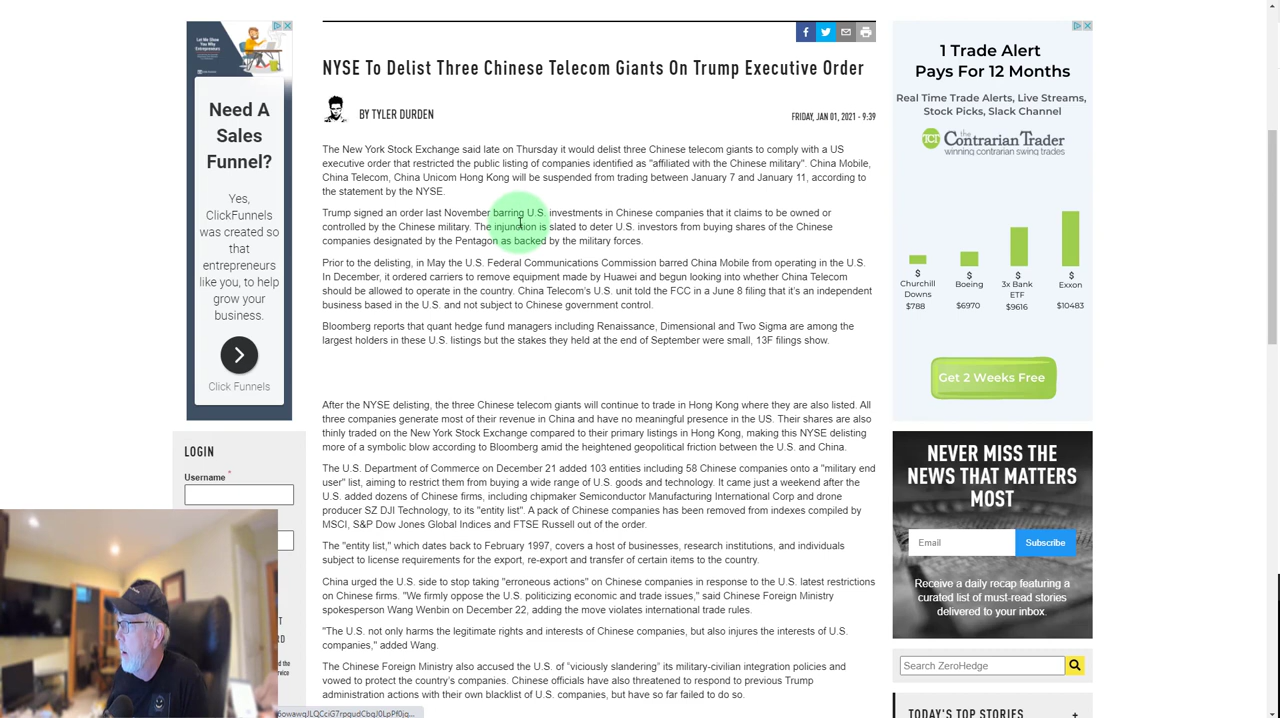 Let Me Show You Why Entrepreneurs
Need A
Sales
Funnel?
Yes,
ClickFunnels
was created so
that
entrepreneurs
like you, to help
grow your
business.
Click Funnels
LOGIN
Username *
NYSE To Delist Three Chinese Telecom Giants On Trump Executive Order
BY TYLER DURDEN
FRIDAY, JAN 01, 2021 - 9:39
The New York Stock Exchange said late on Thursday it would delist three Chinese telecom giants to comply with a US
executive order that restricted the public listing of companies identified as "affiliated with the Chinese military". China Mobile,
China Telecom, China Unicom Hong Kong will be suspended from trading between January 7 and January 11, according to
the statement by the NYSE.
Trump signed an order last November barring U.S. investments in Chinese companies that it claims to be owned or
controlled by the Chinese military. The injunction is slated to deter U.S. investors from buying shares of the Chinese
companies designated by the Pentagon as backed by the military forces.
Prior to the delisting, in May the U.S. Federal Communications Commission barred China Mobile from operating in the U.S.
In December, it ordered carriers to remove equipment made by Huawei and begun looking into whether China Telecom
should be allowed to operate in the country. China Telecom's U.S. unit told the FCC in a June 8 filing that it's an independent
business based in the U.S. and not subject to Chinese government control.
Bloomberg reports that quant hedge fund managers including Renaissance, Dimensional and Two Sigma are among the
largest holders in these U.S. listings but the stakes they held at the end of September were small, 13F filings show.
After the NYSE delisting, the three Chinese telecom giants will continue to trade in Hong Kong where they are also listed. All
three companies generate most of their revenue in China and have no meaningful presence in the US. Their shares are also
thinly traded on the New York Stock Exchange compared to their primary listings in Hong Kong, making this NYSE delisting
more of a symbolic blow according to Bloomberg amid the heightened geopolitical friction between the U.S. and China.
The U.S. Department of Commerce on December 21 added 103 entities including 58 Chinese companies onto a "military end
user" list, aiming to restrict them from buying a wide range of U.S. goods and technology. It came just a weekend after the
U.S. added dozens of Chinese firms, including chipmaker Semiconductor Manufacturing International Corp and drone
producer SZ DJI Technology, to its "entity list". A pack of Chinese companies has been removed from indexes compiled by
MSCI, S&P Dow Jones Global Indices and FTSE Russell out of the order.
The "entity list," which dates back to February 1997, covers a host of businesses, research institutions, and individuals
subject to license requirements for the export, re-export and transfer of certain items to the country.
China urged the U.S. side to stop taking "erroneous actions" on Chinese companies in response to the U.S. latest restrictions
on Chinese firms. "We firmly oppose the U.S. politicizing economic and trade issues," said Chinese Foreign Ministry
spokesperson Wang Wenbin on December 22, adding the move violates international trade rules.
"The U.S. not only harms the legitimate rights and interests of Chinese companies, but also injures the interests of U.S.
companies," added Wang.
The Chinese Foreign Ministry also accused the U.S. of "viciously slandering" its military-civilian integration policies and
vowed to protect the country's companies. Chinese officials have also threatened to respond to previous Trump
administration actions with their own blacklist of U.S. companies, but have so far failed to do so.
1 Trade Alert
Pays For 12 Months
Real Time Trade Alerts, Live Streams,
Stock Picks, Slack Channel
TCT the Contrarian Trader
winning contrarian swing trades
$ $ $ $
Churchill Downs Boeing 3x Bank ETF Exxon
$788 $6970 $9616 $10483
Get 2 Weeks Free
NEVER MISS THE
NEWS THAT MATTERS
MOST
Email Subscribe
Receive a daily recap featuring a
curated list of must-read stories
delivered to your inbox.
Search ZeroHedge
TODAY'S TOP STORIES +